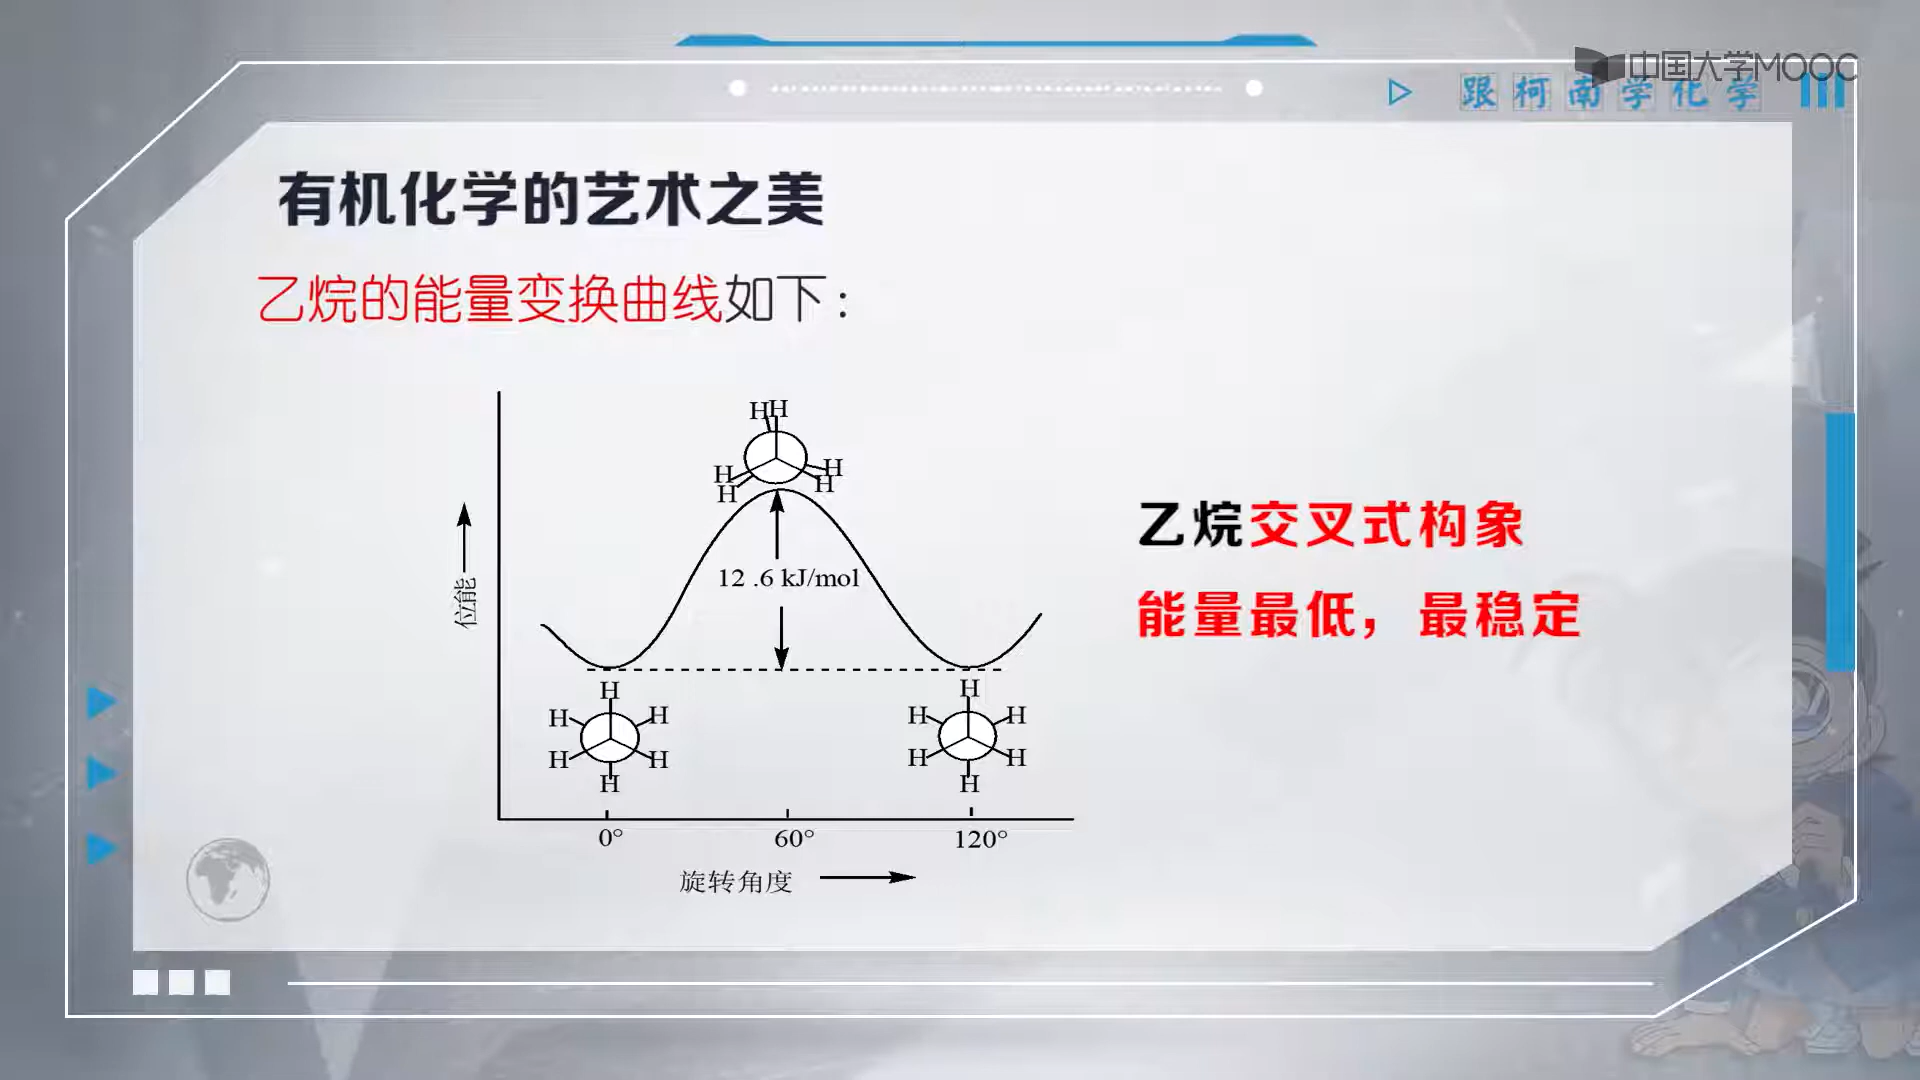 中国大学MOOC
跟柯南学化学
有机化学的艺术之美
乙烷的能量变换曲线如下：
HH
H H
H H
12 .6 kJ/mol
位能
乙烷交叉式构象
能量最低，最稳定
H H
H H H H
H H H H
H H
0° 60° 120°
旋转角度